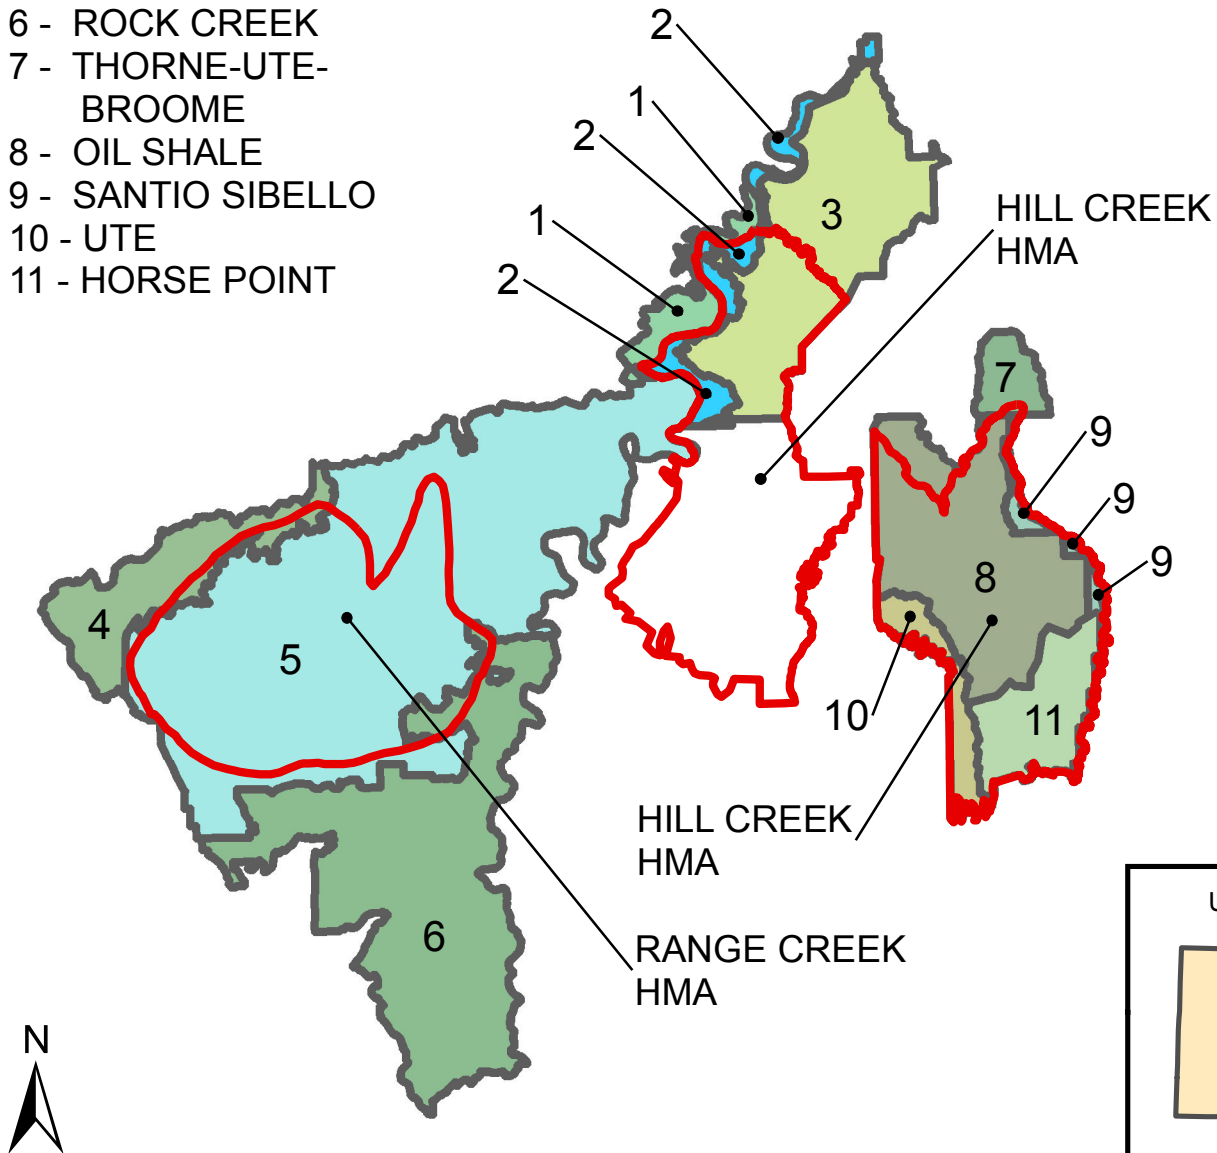 6 - ROCK CREEK
7 - THORNE-UTE-
BROOME
8 - OIL SHALE
9 - SANTIO SIBELLO
10 - UTE
11 - HORSE POINT
2
1
2
1
2
3
HILL CREEK
HMA
7
9
9
9
8
10
11
4
5
6
HILL CREEK
HMA
RANGE CREEK
HMA
N
U